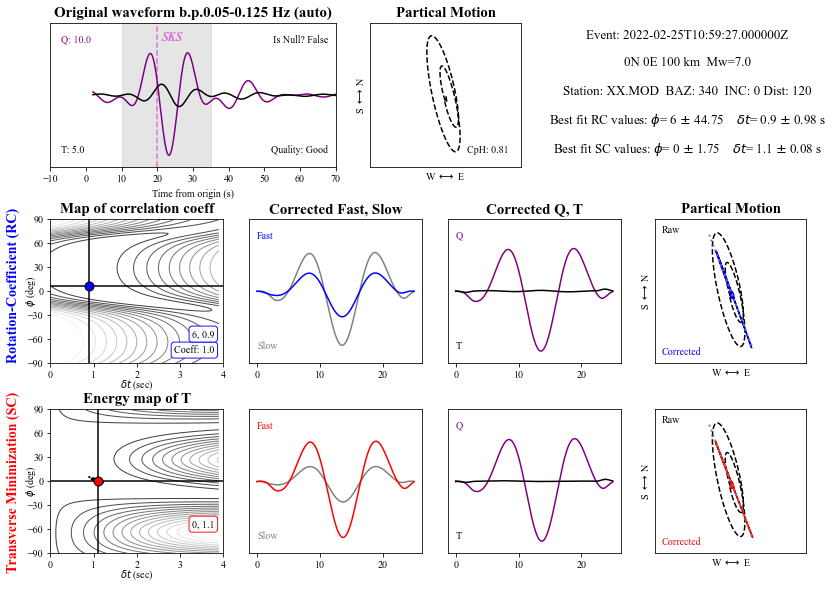 Original waveform b.p.0.05-0.125 Hz (auto)
Q: 10.0
SKS
Is Null? False
T: 5.0
Quality: Good
−10 0 10 20 30 40 50 60 70
Time from origin (s)
Partical Motion
S ⟷ N
CpH: 0.81
W ⟷ E
Event: 2022-02-25T10:59:27.000000Z
0N 0E 100 km Mw=7.0
Station: XX.MOD BAZ: 340 INC: 0 Dist: 120
Best fit RC values: ϕ= 6 ± 44.75 δt= 0.9 ± 0.98 s
Best fit SC values: ϕ= 0 ± 1.75 δt= 1.1 ± 0.08 s
Rotation-Coefficient (RC)
Map of correlation coeff
90
60
30
0
−30
−60
−90
ϕ (deg)
6, 0.9
Coeff: 1.0
0 1 2 3 4
δt (sec)
Corrected Fast, Slow
Fast
Slow
0 10 20
Corrected Q, T
Q
T
0 10 20
Partical Motion
Raw
S ⟷ N
Corrected
W ⟷ E
Transverse Minimization (SC)
Energy map of T
90
60
30
0
−30
−60
−90
ϕ (deg)
0, 1.1
0 1 2 3 4
δt (sec)
Fast
Slow
0 10 20
Q
T
0 10 20
Raw
S ⟷ N
Corrected
W ⟷ E